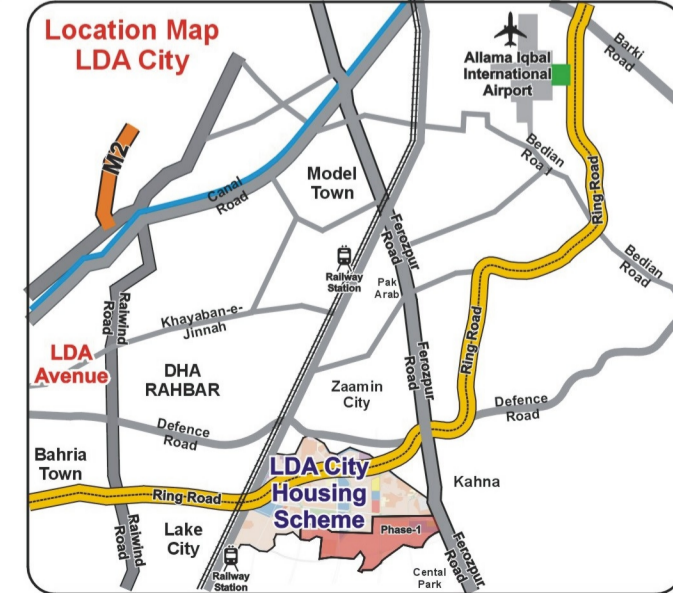 Location Map
LDA City
Allama Iqbal
International
Airport
Barki
Road
M2
Canal
Road
Model
Town
Bedian
Road
Ring-Road
Ferozpur
Road
Bedian
Road
Railway
Station
Pak
Arab
Raiwind
Road
Khayaban-e-
Jinnah
Ring-Road
LDA
Avenue
DHA
RAHBAR
Zaamin
City
Ferozpur
Road
Defence
Road
Defence
Road
Bahria
Town
LDA City
Housing
Scheme
Kahna
Ring-Road
Lake
City
Phase-1
Raiwind
Road
Railway
Station
Cental
Park
Ferozpur
Road